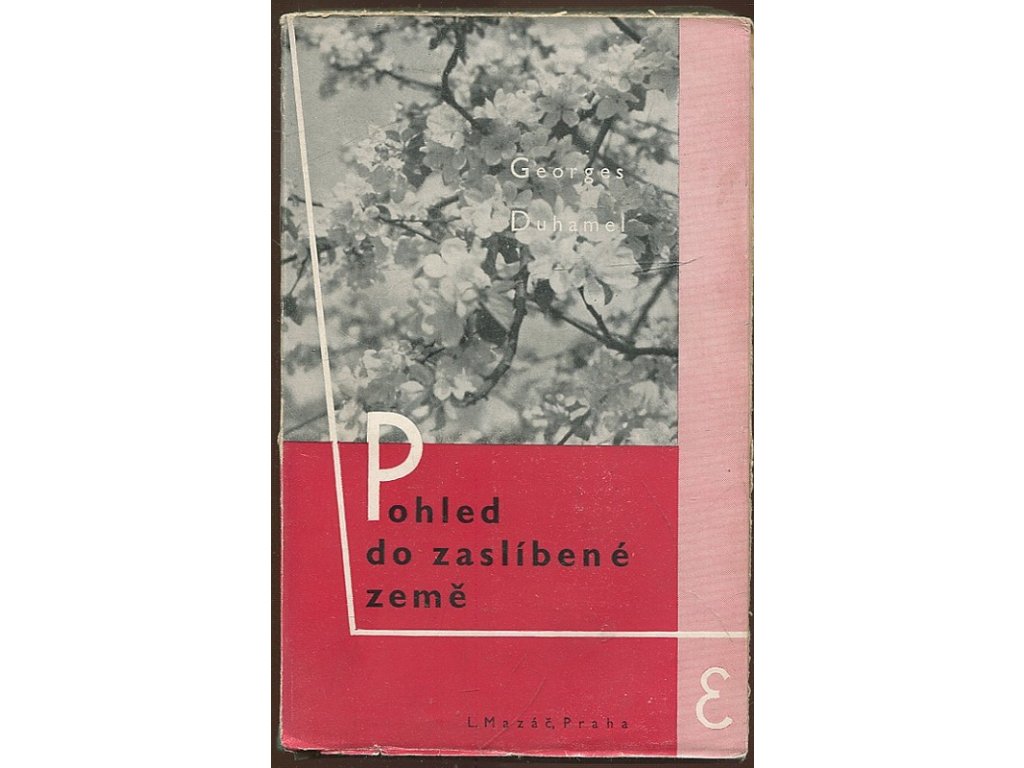 Georges
Duhamel
Pohled
do zaslíbené
země
L. Mazáč, Praha